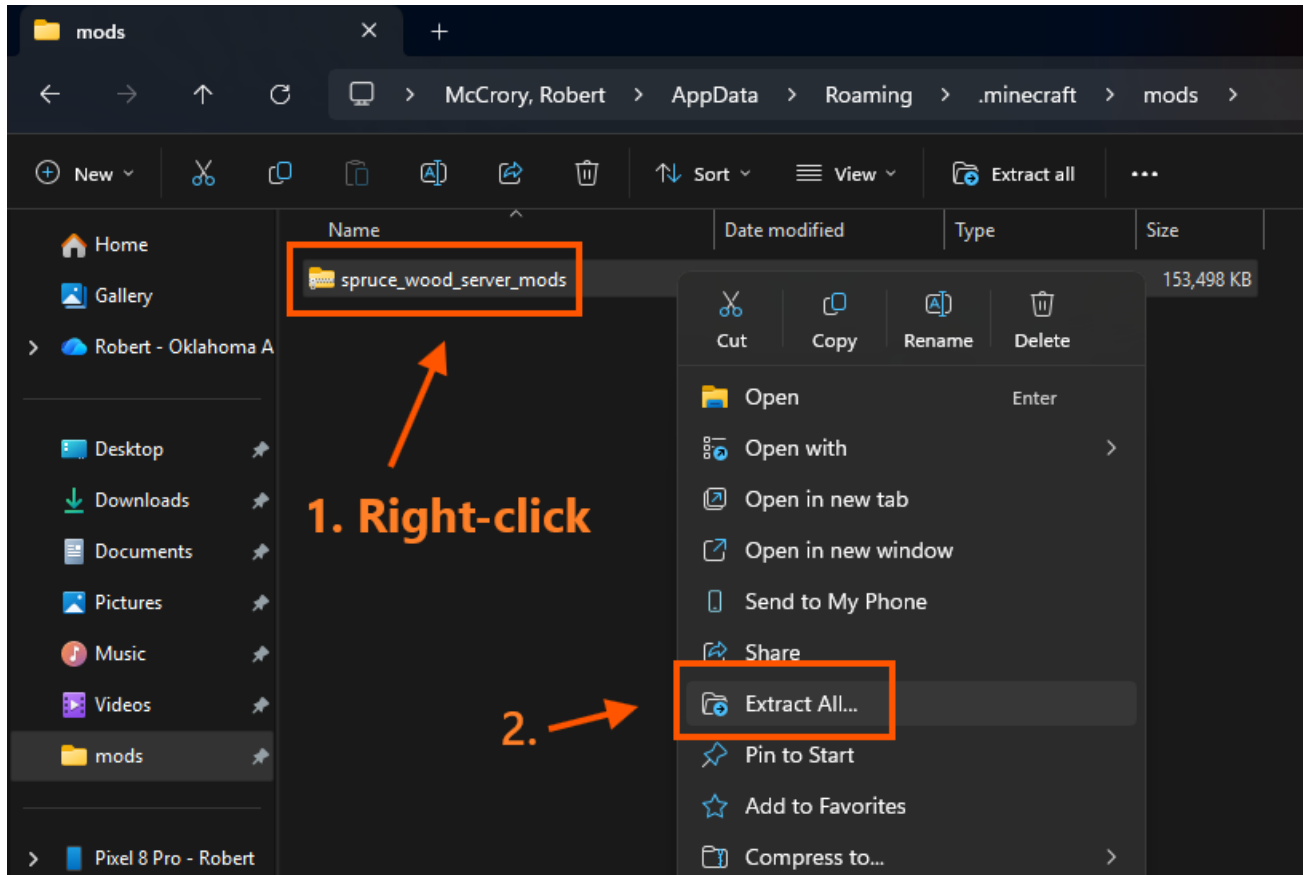 mods
McCrory, Robert > AppData > Roaming > .minecraft > mods >
New Sort View Extract all ...
Name Date modified Type Size
Home
spruce_wood_server_mods 153,498 KB
Gallery
Cut Copy Rename Delete
Robert - Oklahoma A
Open Enter
Desktop
Open with
Downloads
Open in new tab
1. Right-click
Documents
Open in new window
Pictures
Send to My Phone
Music
Share
Videos
2.
Extract All...
mods
Pin to Start
Add to Favorites
Pixel 8 Pro - Robert
Compress to...